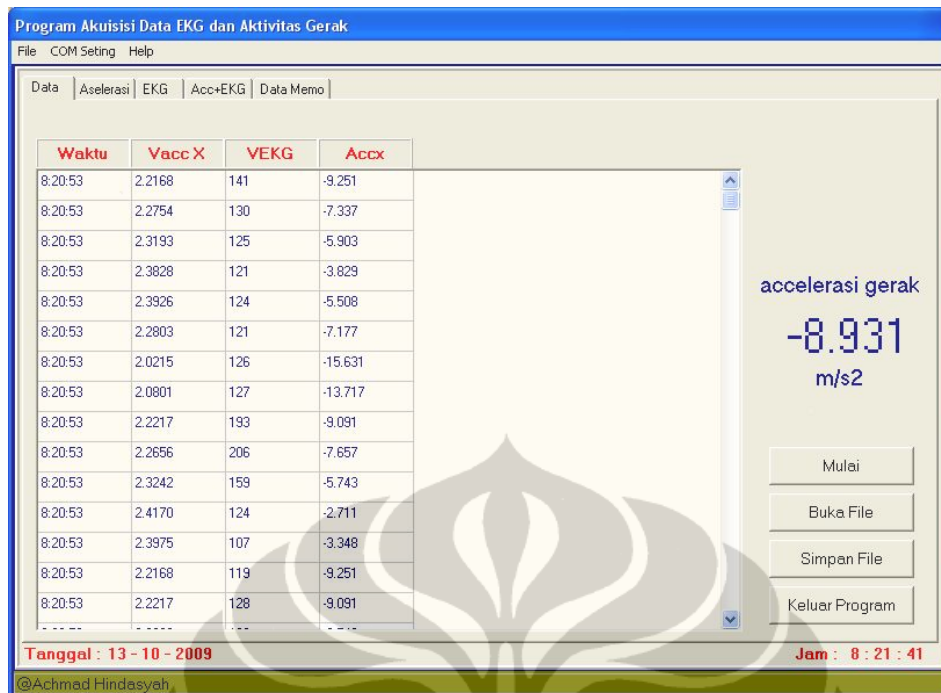 Program Akuisisi Data EKG dan Aktivitas Gerak
File COM Seting Help
Data Aselerasi EKG Acc+EKG Data Memo
Waktu Vacc X VEKG Accx
8:20:53 2.2168 141 -9.251
8:20:53 2.2754 130 -7.337
8:20:53 2.3193 125 -5.903
8:20:53 2.3828 121 -3.829
8:20:53 2.3926 124 -5.508
8:20:53 2.2803 121 -7.177
8:20:53 2.0215 126 -15.631
8:20:53 2.0801 127 -13.717
8:20:53 2.2217 193 -9.091
8:20:53 2.2656 206 -7.657
8:20:53 2.3242 159 -5.743
8:20:53 2.4170 124 -2.711
8:20:53 2.3975 107 -3.348
8:20:53 2.2168 119 -9.251
8:20:53 2.2217 128 -9.091
accelerasi gerak
-8.931
m/s2
Mulai
Buka File
Simpan File
Keluar Program
Tanggal : 13 - 10 - 2009
Jam : 8 : 21 : 41
@Achmad Hindasyah